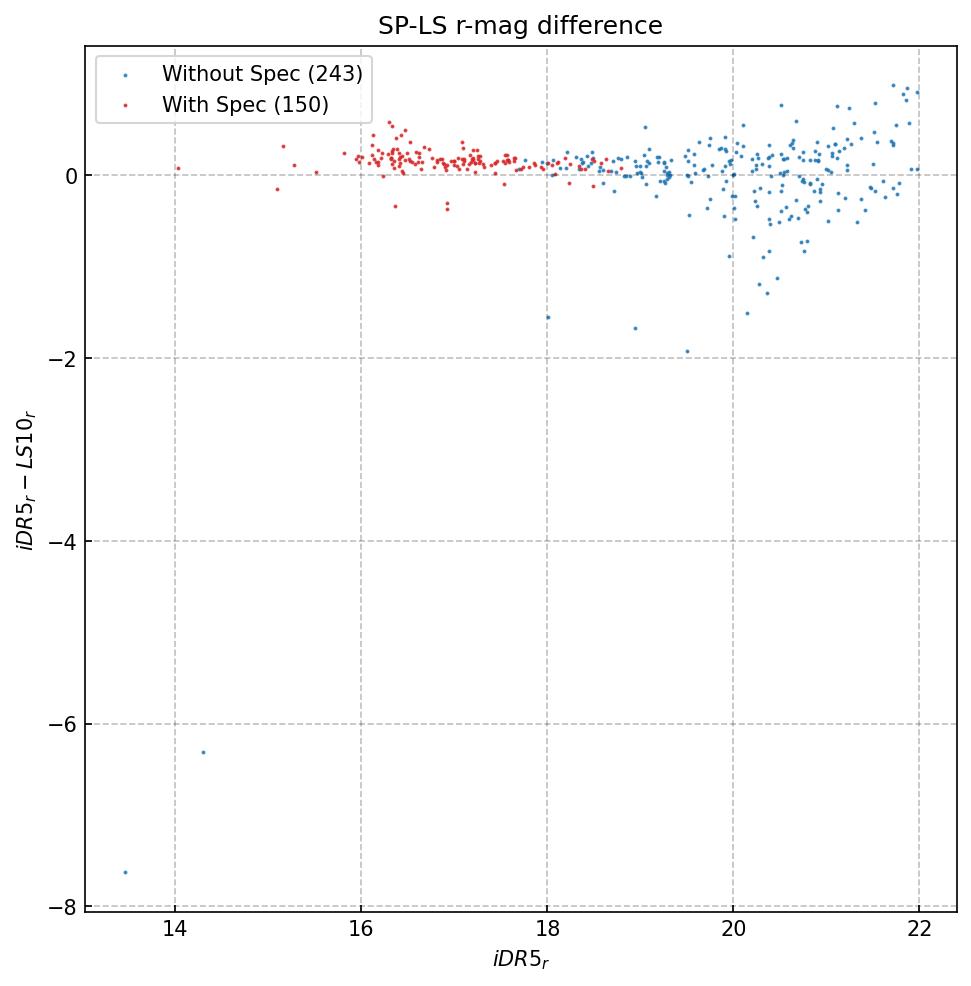 SP-LS r-mag difference
Without Spec (243)
With Spec (150)
0
−2
−4
−6
−8
iDR5r − LS10r
14
16
18
20
22
iDR5r